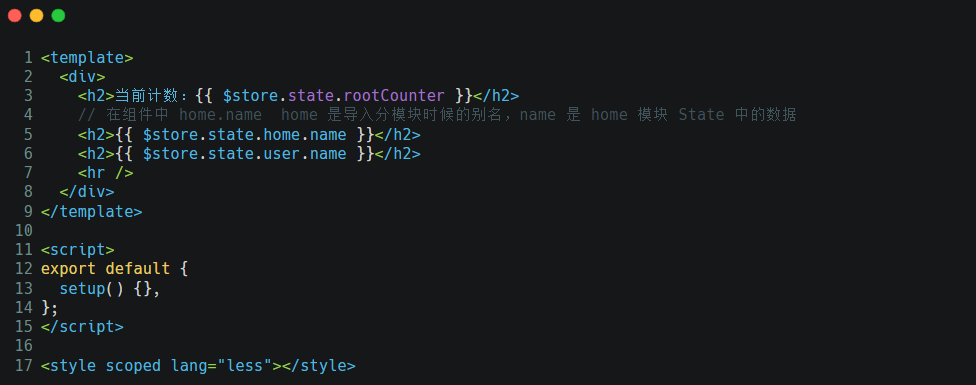 1 <template>
2   <div>
3     <h2>当前计数：{{ $store.state.rootCounter }}</h2>
4     // 在组件中 home.name  home 是导入分模块时候的别名，name 是 home 模块 State 中的数据
5     <h2>{{ $store.state.home.name }}</h2>
6     <h2>{{ $store.state.user.name }}</h2>
7     <hr />
8   </div>
9 </template>
10
11 <script>
12 export default {
13   setup() {},
14 };
15 </script>
16
17 <style scoped lang="less"></style>